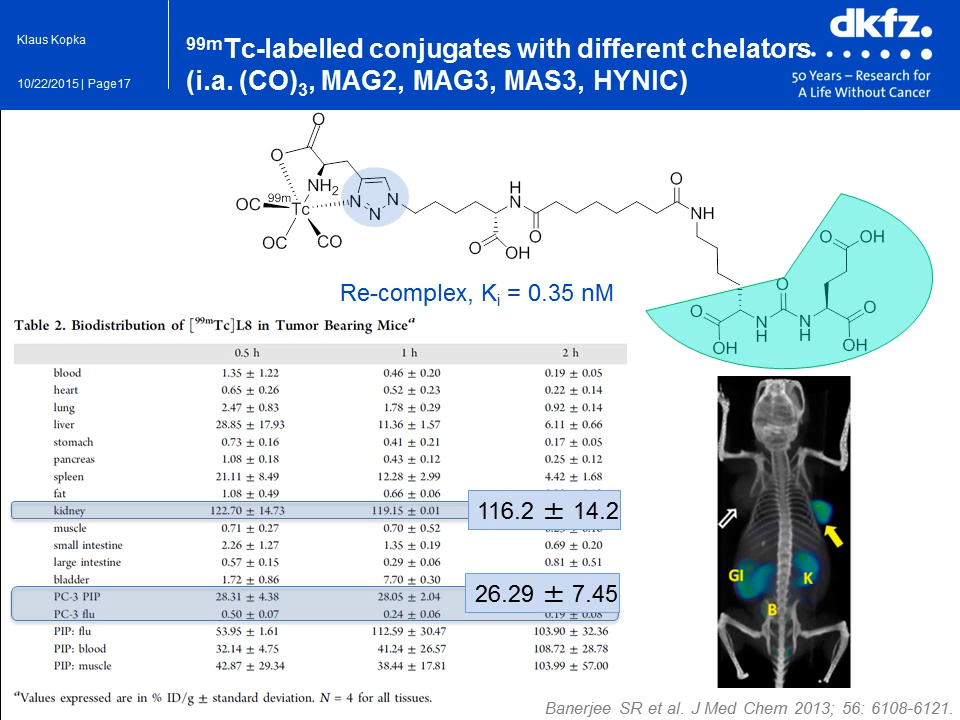 Klaus Kopka
10/22/2015 | Page17
99mTc-labelled conjugates with different chelators
(i.a. (CO)3, MAG2, MAG3, MAS3, HYNIC)
dkfz.
50 Years – Research for
A Life Without Cancer
O
O
NH2
99m
Tc
OC
OC
CO
N
N
N
H
N
O
O
OH
O
NH
O
OH
O
O
OH
N
H
N
H
O
OH
Re-complex, Ki = 0.35 nM
Table 2. Biodistribution of [99mTc]L8 in Tumor Bearing Micea
0.5 h 1 h 2 h
blood 1.35 ± 1.22 0.46 ± 0.20 0.19 ± 0.05
heart 0.65 ± 0.26 0.52 ± 0.23 0.22 ± 0.14
lung 2.47 ± 0.83 1.78 ± 0.29 0.92 ± 0.14
liver 28.85 ± 17.93 11.36 ± 1.57 6.11 ± 0.66
stomach 0.73 ± 0.16 0.41 ± 0.21 0.17 ± 0.05
pancreas 1.08 ± 0.18 0.43 ± 0.12 0.25 ± 0.12
spleen 21.11 ± 8.49 12.28 ± 2.99 4.42 ± 1.68
fat 1.08 ± 0.49 0.66 ± 0.06
kidney 122.70 ± 14.73 119.15 ± 0.01 116.2 ± 14.2
muscle 0.71 ± 0.27 0.70 ± 0.52
small intestine 2.26 ± 1.27 1.35 ± 0.19 0.69 ± 0.20
large intestine 0.57 ± 0.15 0.29 ± 0.06 0.81 ± 0.51
bladder 1.72 ± 0.86 7.70 ± 0.30
PC-3 PIP 28.31 ± 4.38 28.05 ± 2.04 26.29 ± 7.45
PC-3 flu 0.50 ± 0.07 0.24 ± 0.06 0.19 ± 0.08
PIP: flu 53.95 ± 1.61 112.59 ± 30.47 103.90 ± 32.36
PIP: blood 32.14 ± 4.75 41.24 ± 26.57 108.72 ± 28.78
PIP: muscle 42.87 ± 29.34 38.44 ± 17.81 103.99 ± 57.00
aValues expressed are in % ID/g ± standard deviation. N = 4 for all tissues.
GI
K
B
Banerjee SR et al. J Med Chem 2013; 56: 6108-6121.